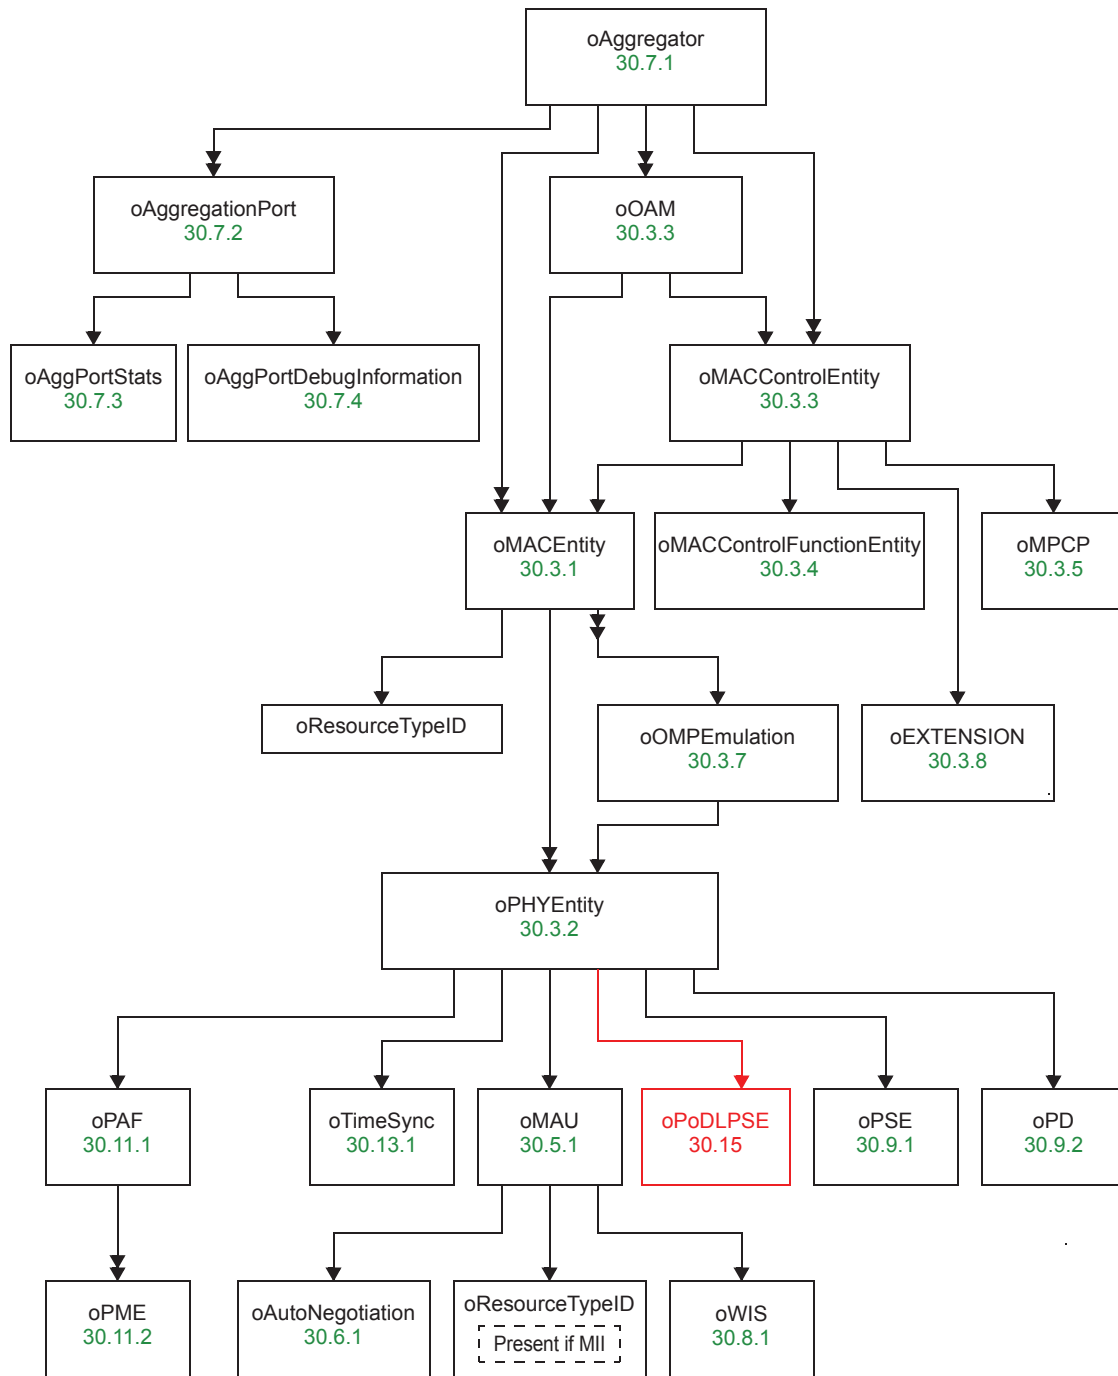 oAggregator
30.7.1
oAggregationPort
30.7.2
oOAM
30.3.3
oAggPortStats
30.7.3
oAggPortDebugInformation
30.7.4
oMACControlEntity
30.3.3
oMACEntity
30.3.1
oMACControlFunctionEntity
30.3.4
oMPCP
30.3.5
oResourceTypeID
oOMPEmulation
30.3.7
oEXTENSION
30.3.8
oPHYEntity
30.3.2
oPAF
30.11.1
oTimeSync
30.13.1
oMAU
30.5.1
oPoDLPSE
30.15
oPSE
30.9.1
oPD
30.9.2
oPME
30.11.2
oAutoNegotiation
30.6.1
oResourceTypeID
Present if MII
oWIS
30.8.1